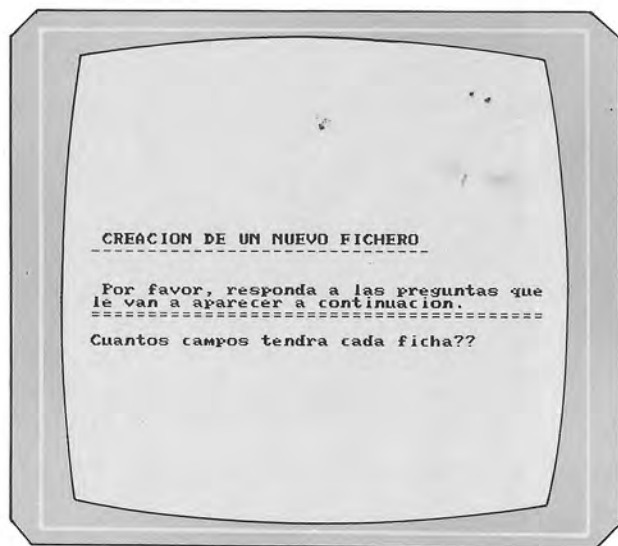 CREACION DE UN NUEVO FICHERO
----------------------------
Por favor, responda a las preguntas que
le van a aparecer a continuacion.
=======================================
Cuantos campos tendra cada ficha??